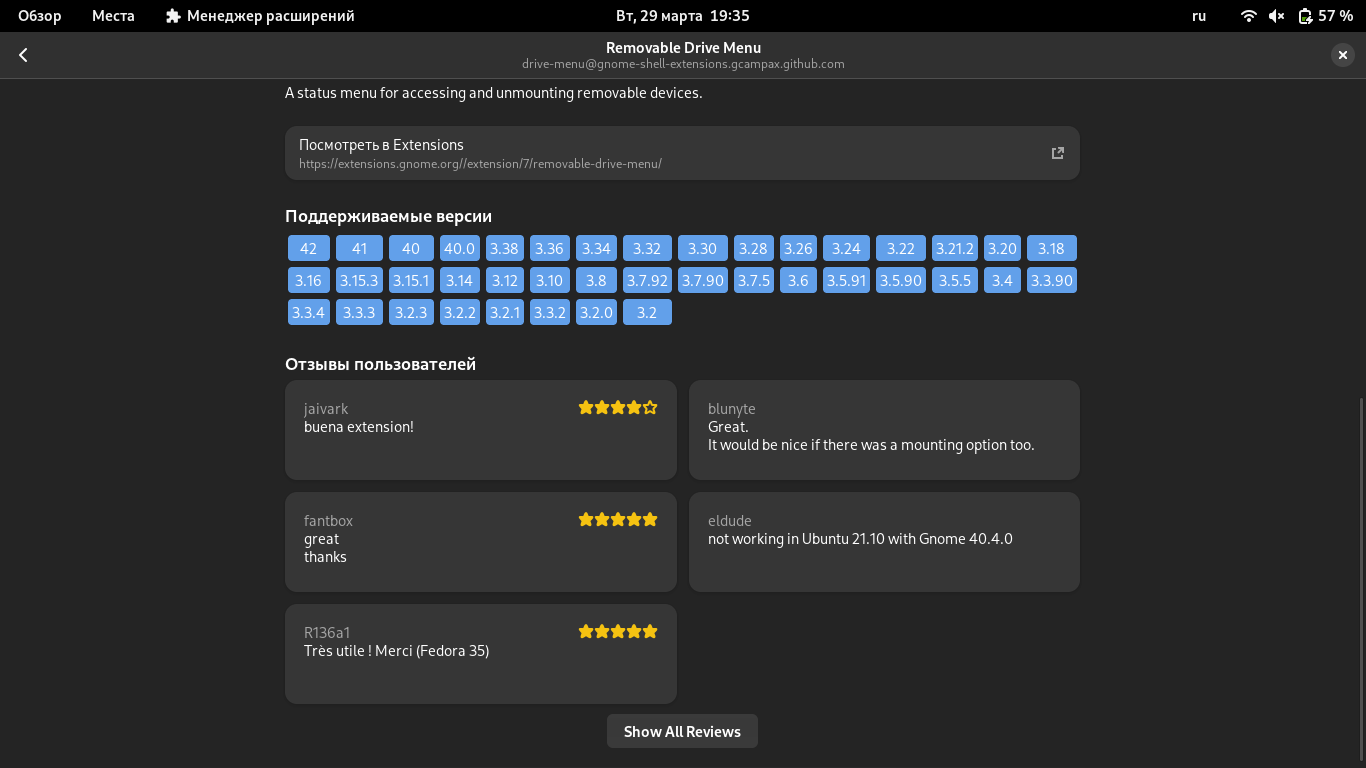 Обзор Места Менеджер расширений Вт, 29 марта 19:35 ru 57 %
Removable Drive Menu
drive-menu@gnome-shell-extensions.gcampax.github.com
A status menu for accessing and unmounting removable devices.
Посмотреть в Extensions
https://extensions.gnome.org//extension/7/removable-drive-menu/
Поддерживаемые версии
42 41 40 40.0 3.38 3.36 3.34 3.32 3.30 3.28 3.26 3.24 3.22 3.21.2 3.20 3.18
3.16 3.15.3 3.15.1 3.14 3.12 3.10 3.8 3.7.92 3.7.90 3.7.5 3.6 3.5.91 3.5.90 3.5.5 3.4 3.3.90
3.3.4 3.3.3 3.2.3 3.2.2 3.2.1 3.3.2 3.2.0 3.2
Отзывы пользователей
jaivark
buena extension!
blunyte
Great.
It would be nice if there was a mounting option too.
fantbox
great
thanks
eldude
not working in Ubuntu 21.10 with Gnome 40.4.0
R136a1
Très utile ! Merci (Fedora 35)
Show All Reviews